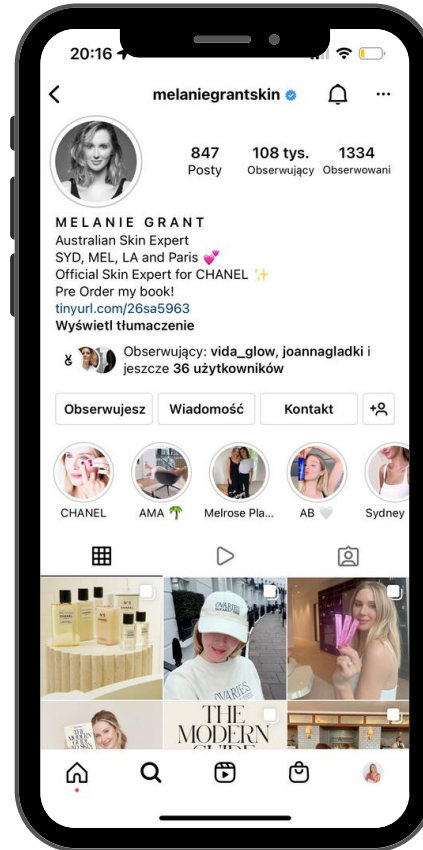 20:16
melaniegrantskin
847 108 tys. 1334
Posty Obserwujący Obserwowani
MELANIE GRANT
Australian Skin Expert
SYD, MEL, LA and Paris 💕
Official Skin Expert for CHANEL ✨
Pre Order my book!
tinyurl.com/26sa5963
Wyświetl tłumaczenie
Obserwujący: vida_glow, joannagladki i
jeszcze 36 użytkowników
Obserwujesz Wiadomość Kontakt
CHANEL AMA 🌴 Melrose Pla... AB 🤍 Sydney
OVARIES
OVARIES
THE
MODERN